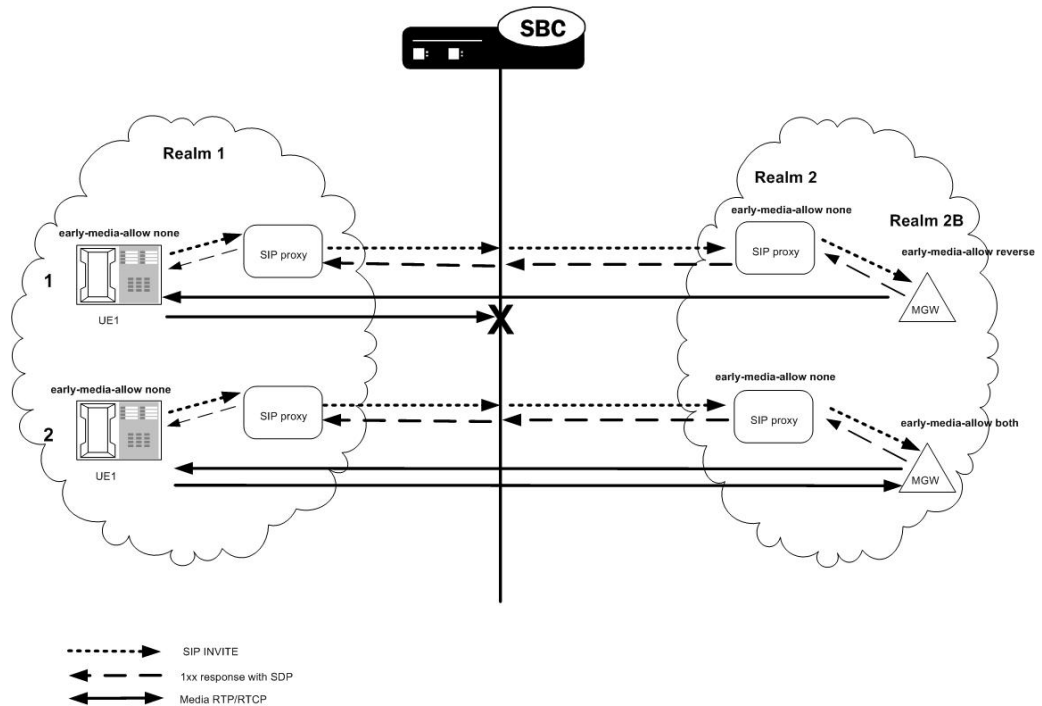 SBC
Realm 1
Realm 2
Realm 2B
early-media-allow none
early-media-allow none
early-media-allow reverse
1
SIP proxy
SIP proxy
UE1
MGW
X
early-media-allow none
early-media-allow none
early-media-allow both
2
SIP proxy
SIP proxy
UE1
MGW
SIP INVITE
1xx response with SDP
Media RTP/RTCP